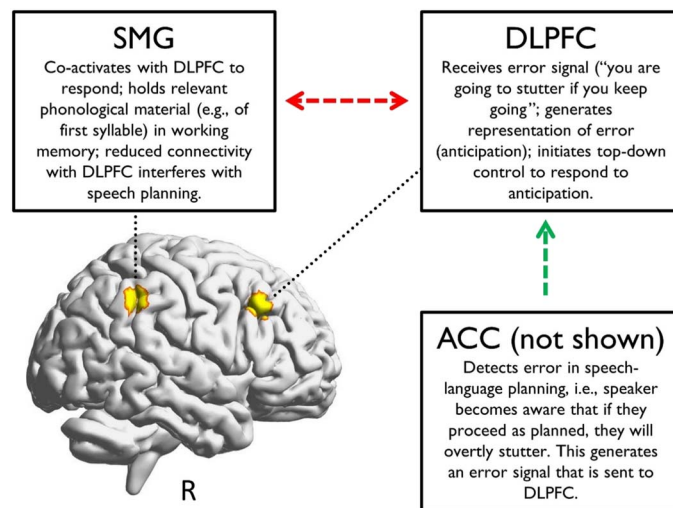 SMG
Co-activates with DLPFC to
respond; holds relevant
phonological material (e.g., of
first syllable) in working
memory; reduced connectivity
with DLPFC interferes with
speech planning.
DLPFC
Receives error signal (“you are
going to stutter if you keep
going”; generates
representation of error
(anticipation); initiates top-down
control to respond to
anticipation.
ACC (not shown)
Detects error in speech-
language planning, i.e., speaker
becomes aware that if they
proceed as planned, they will
overtly stutter. This generates
an error signal that is sent to
DLPFC.
R